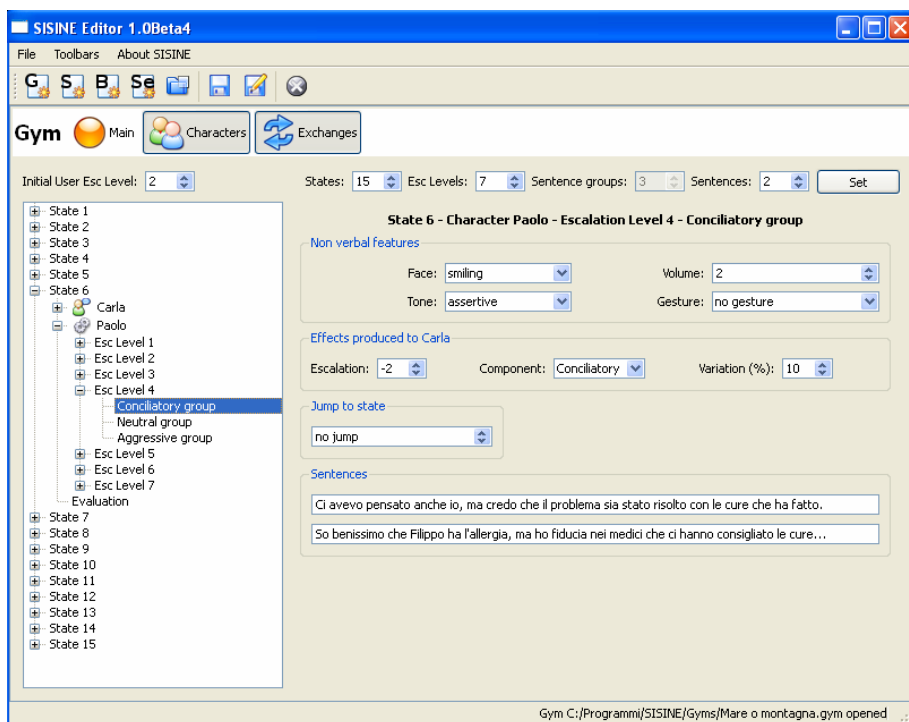 SISINE Editor 1.0Beta4
File Toolbars About SISINE
G S B Se
Gym Main Characters Exchanges
Initial User Esc Level: 2 States: 15 Esc Levels: 7 Sentence groups: 3 Sentences: 2 Set
State 1
State 2
State 3
State 4
State 5
State 6
Carla
Paolo
Esc Level 1
Esc Level 2
Esc Level 3
Esc Level 4
Conciliatory group
Neutral group
Aggressive group
Esc Level 5
Esc Level 6
Esc Level 7
Evaluation
State 7
State 8
State 9
State 10
State 11
State 12
State 13
State 14
State 15
State 6 - Character Paolo - Escalation Level 4 - Conciliatory group
Non verbal features
Face: smiling Volume: 2
Tone: assertive Gesture: no gesture
Effects produced to Carla
Escalation: -2 Component: Conciliatory Variation (%): 10
Jump to state
no jump
Sentences
Ci avevo pensato anche io, ma credo che il problema sia stato risolto con le cure che ha fatto.
So benissimo che Filippo ha l'allergia, ma ho fiducia nei medici che ci hanno consigliato le cure...
Gym C:/Programmi/SISINE/Gyms/Mare o montagna.gym opened